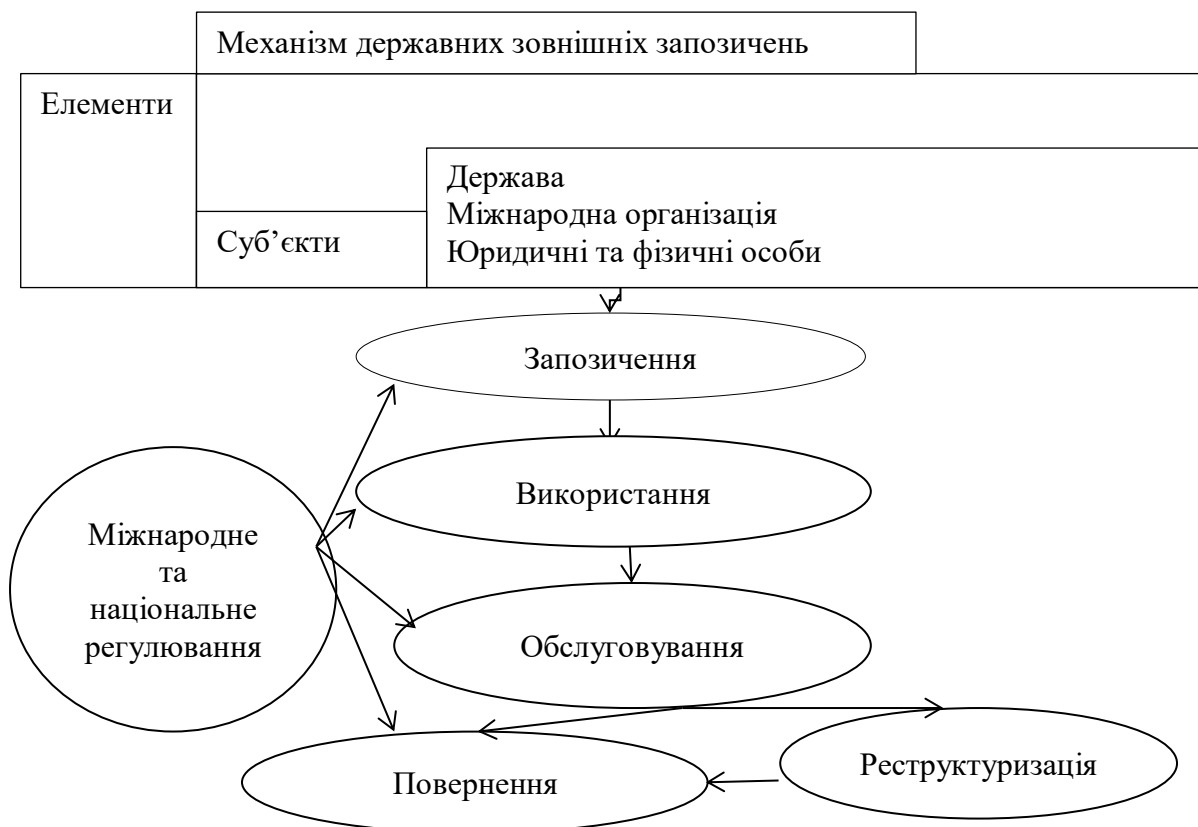 Механізм державних зовнішніх запозичень
Елементи
Держава
Міжнародна організація
Юридичні та фізичні особи
Суб’єкти
Запозичення
Використання
Міжнародне
та
національне
регулювання
Обслуговування
Повернення
Реструктуризація